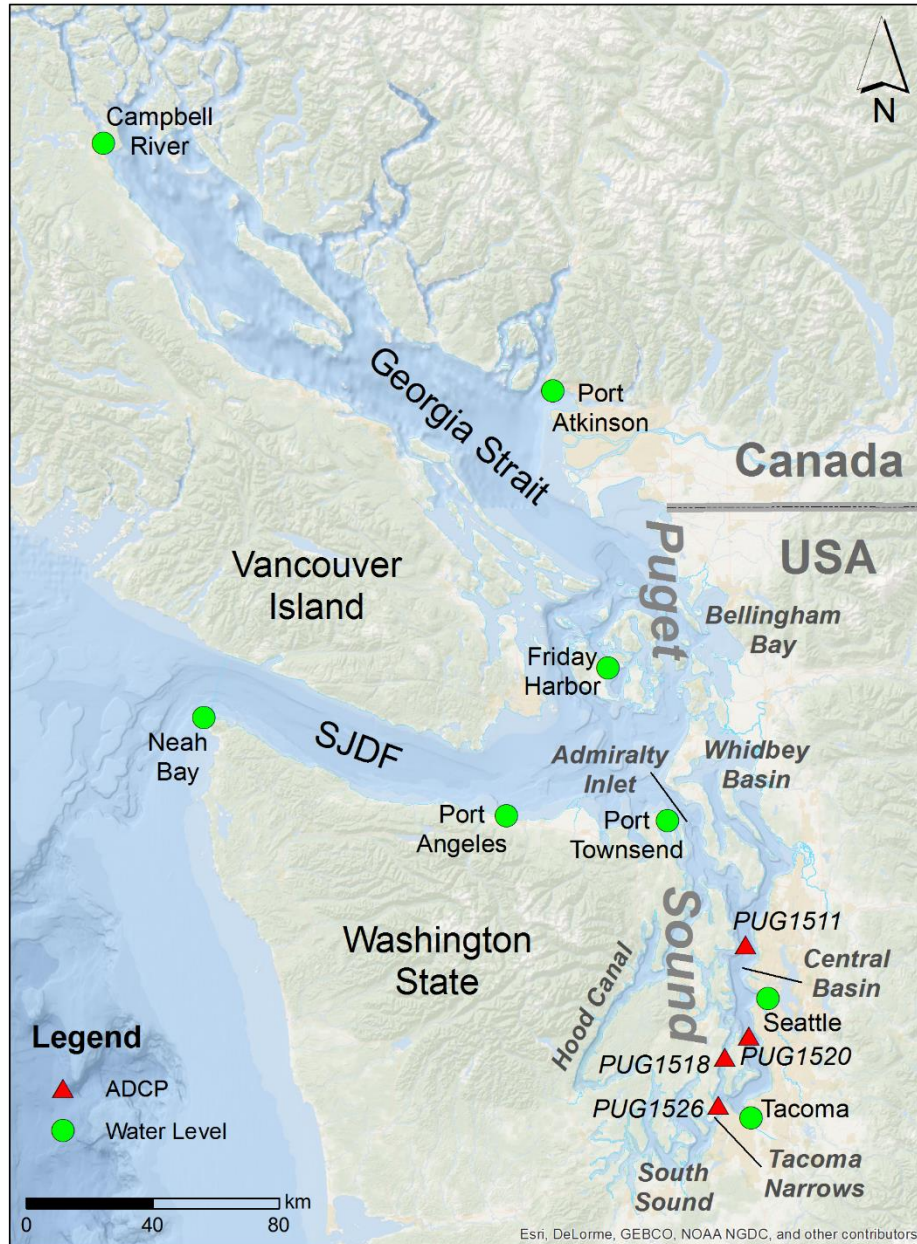 N
Campbell
River
Georgia Strait
Port
Atkinson
Canada
USA
Puget
Vancouver
Island
Bellingham
Bay
Friday
Harbor
Neah
Bay
SJDF
Admiralty
Inlet
Whidbey
Basin
Port
Angeles
Port
Townsend
Sound
Washington
State
PUG1511
Central
Basin
Hood Canal
Seattle
PUG1518
PUG1520
PUG1526
Tacoma
South
Sound
Tacoma
Narrows
Legend
ADCP
Water Level
km
0
40
80
Esri, DeLorme, GEBCO, NOAA NGDC, and other contributors